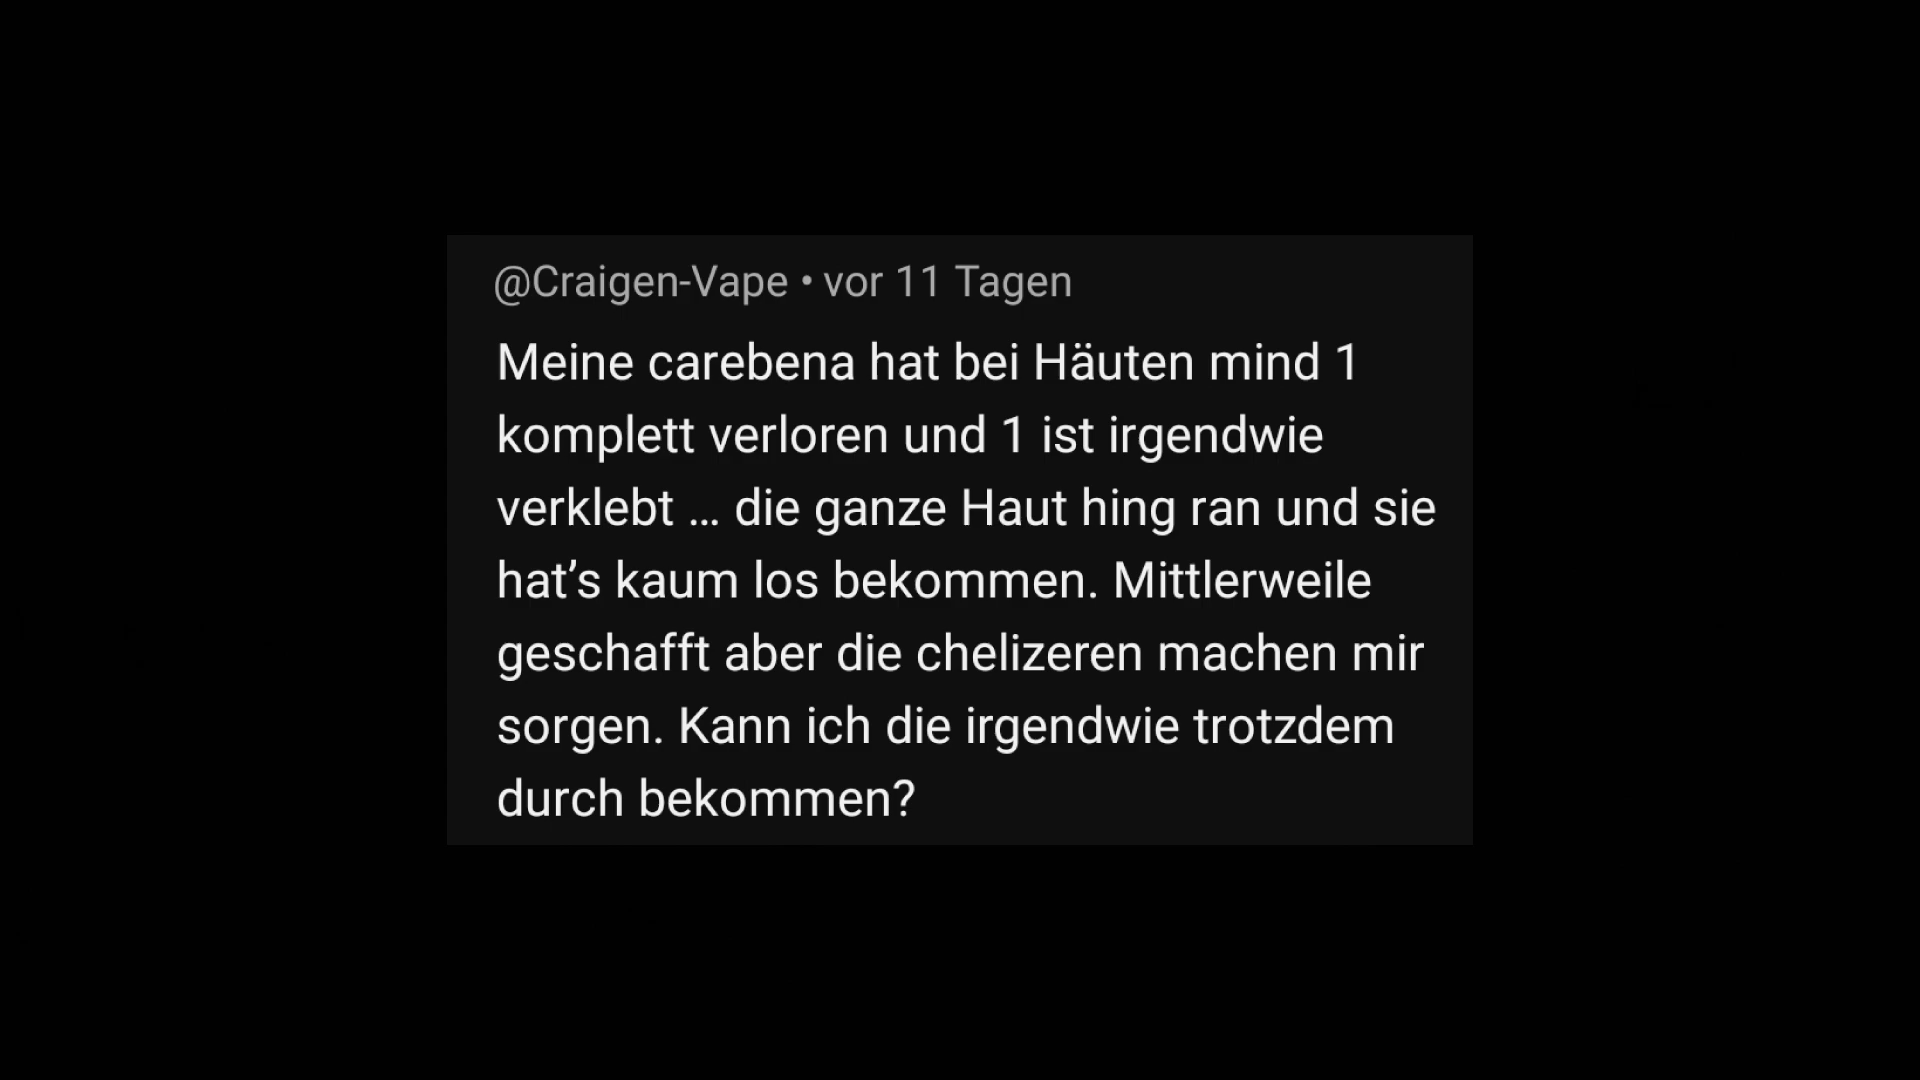 @Craigen-Vape • vor 11 Tagen
Meine carebena hat bei Häuten mind 1
komplett verloren und 1 ist irgendwie
verklebt … die ganze Haut hing ran und sie
hat’s kaum los bekommen. Mittlerweile
geschafft aber die chelizeren machen mir
sorgen. Kann ich die irgendwie trotzdem
durch bekommen?